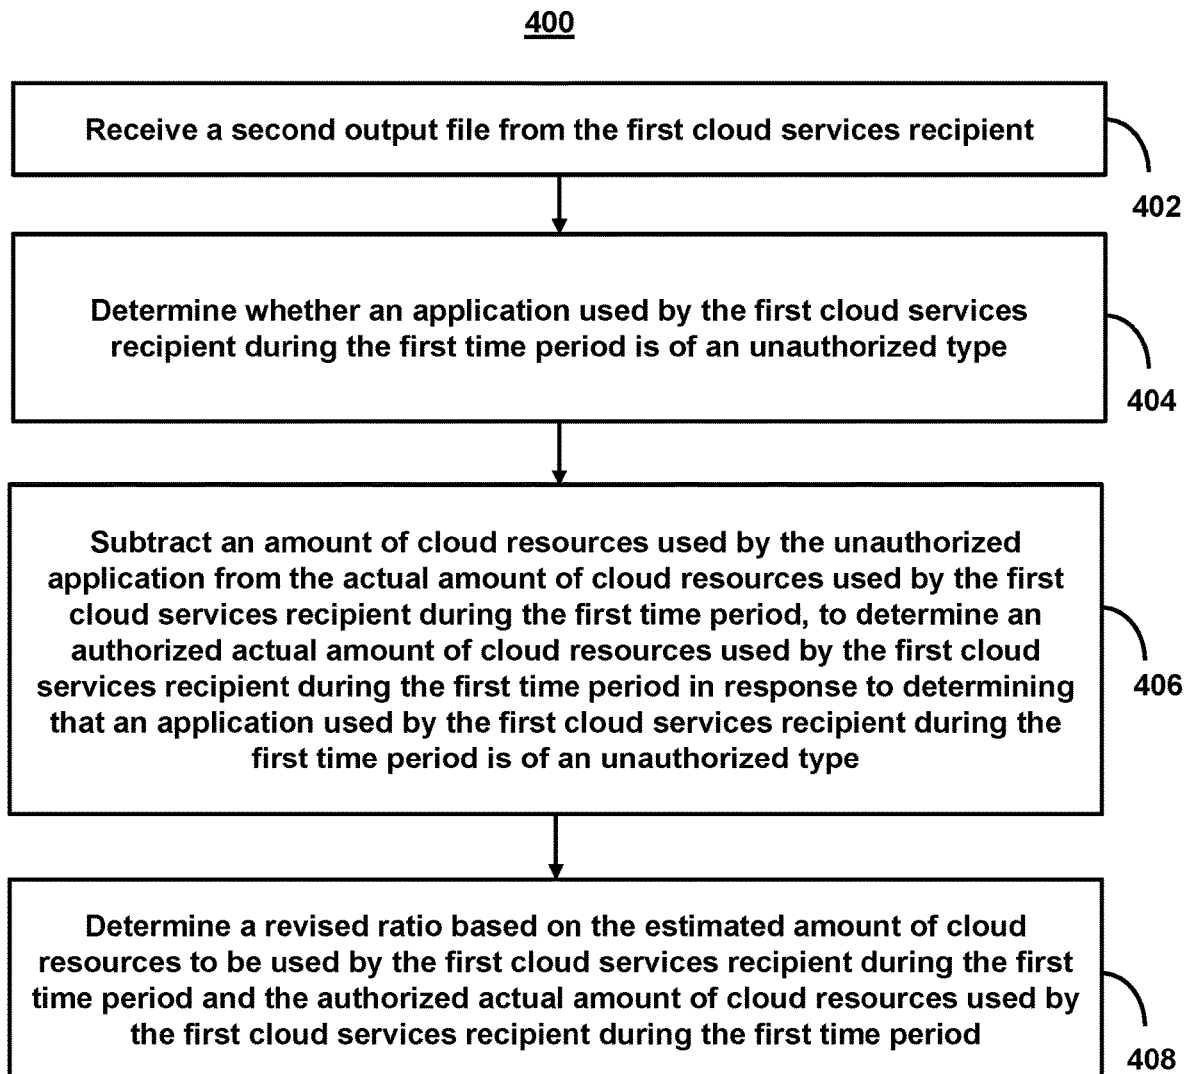 400
Receive a second output file from the first cloud services recipient
402
Determine whether an application used by the first cloud services
recipient during the first time period is of an unauthorized type
404
Subtract an amount of cloud resources used by the unauthorized
application from the actual amount of cloud resources used by the first
cloud services recipient during the first time period, to determine an
authorized actual amount of cloud resources used by the first cloud
services recipient during the first time period in response to determining
that an application used by the first cloud services recipient during the
first time period is of an unauthorized type
406
Determine a revised ratio based on the estimated amount of cloud
resources to be used by the first cloud services recipient during the first
time period and the authorized actual amount of cloud resources used by
the first cloud services recipient during the first time period
408